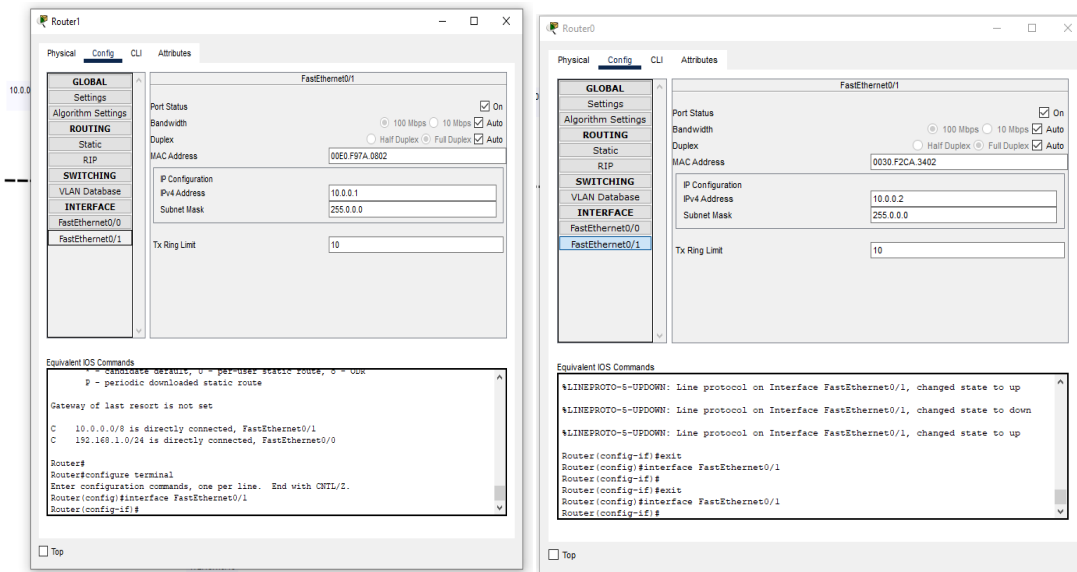 Router1
Physical Config CLI Attributes
GLOBAL
Settings
Algorithm Settings
ROUTING
Static
RIP
SWITCHING
VLAN Database
INTERFACE
FastEthernet0/0
FastEthernet0/1
FastEthernet0/1
Port Status On
Bandwidth 100 Mbps 10 Mbps Auto
Duplex Half Duplex Full Duplex Auto
MAC Address 00E0.F97A.0802
IP Configuration
IPv4 Address 10.0.0.1
Subnet Mask 255.0.0.0
Tx Ring Limit 10
Equivalent IOS Commands
* - candidate default, U - per-user static route, o - ODR
P - periodic downloaded static route
Gateway of last resort is not set
C 10.0.0.0/8 is directly connected, FastEthernet0/1
C 192.168.1.0/24 is directly connected, FastEthernet0/0
Router#
Router#configure terminal
Enter configuration commands, one per line. End with CNTL/Z.
Router(config)#interface FastEthernet0/1
Router(config-if)#
Top
10.0.0
Router0
Physical Config CLI Attributes
GLOBAL
Settings
Algorithm Settings
ROUTING
Static
RIP
SWITCHING
VLAN Database
INTERFACE
FastEthernet0/0
FastEthernet0/1
FastEthernet0/1
Port Status On
Bandwidth 100 Mbps 10 Mbps Auto
Duplex Half Duplex Full Duplex Auto
MAC Address 0030.F2CA.3402
IP Configuration
IPv4 Address 10.0.0.2
Subnet Mask 255.0.0.0
Tx Ring Limit 10
Equivalent IOS Commands
%LINEPROTO-5-UPDOWN: Line protocol on Interface FastEthernet0/1, changed state to up
%LINEPROTO-5-UPDOWN: Line protocol on Interface FastEthernet0/1, changed state to down
%LINEPROTO-5-UPDOWN: Line protocol on Interface FastEthernet0/1, changed state to up
Router(config-if)#exit
Router(config)#interface FastEthernet0/1
Router(config-if)#
Router(config-if)#exit
Router(config)#interface FastEthernet0/1
Router(config-if)#
Top